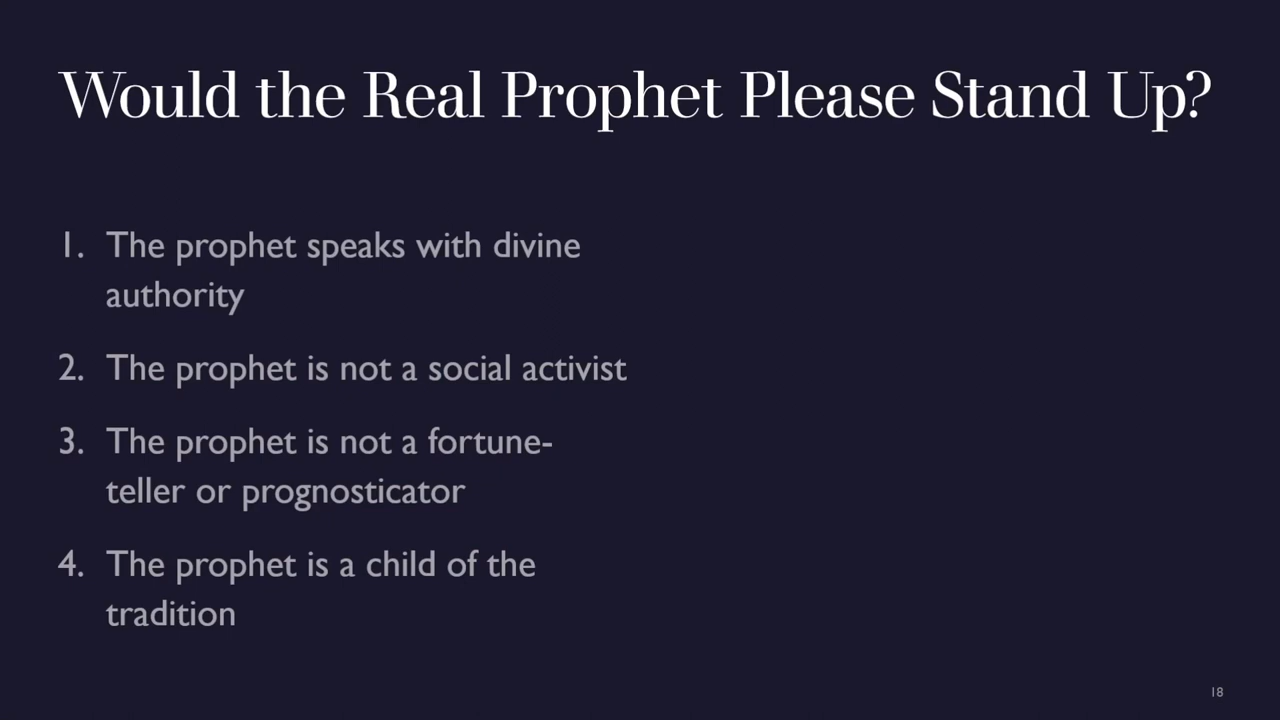 Would the Real Prophet Please Stand Up?
1. The prophet speaks with divine
authority
2. The prophet is not a social activist
3. The prophet is not a fortune-
teller or prognosticator
4. The prophet is a child of the
tradition
18